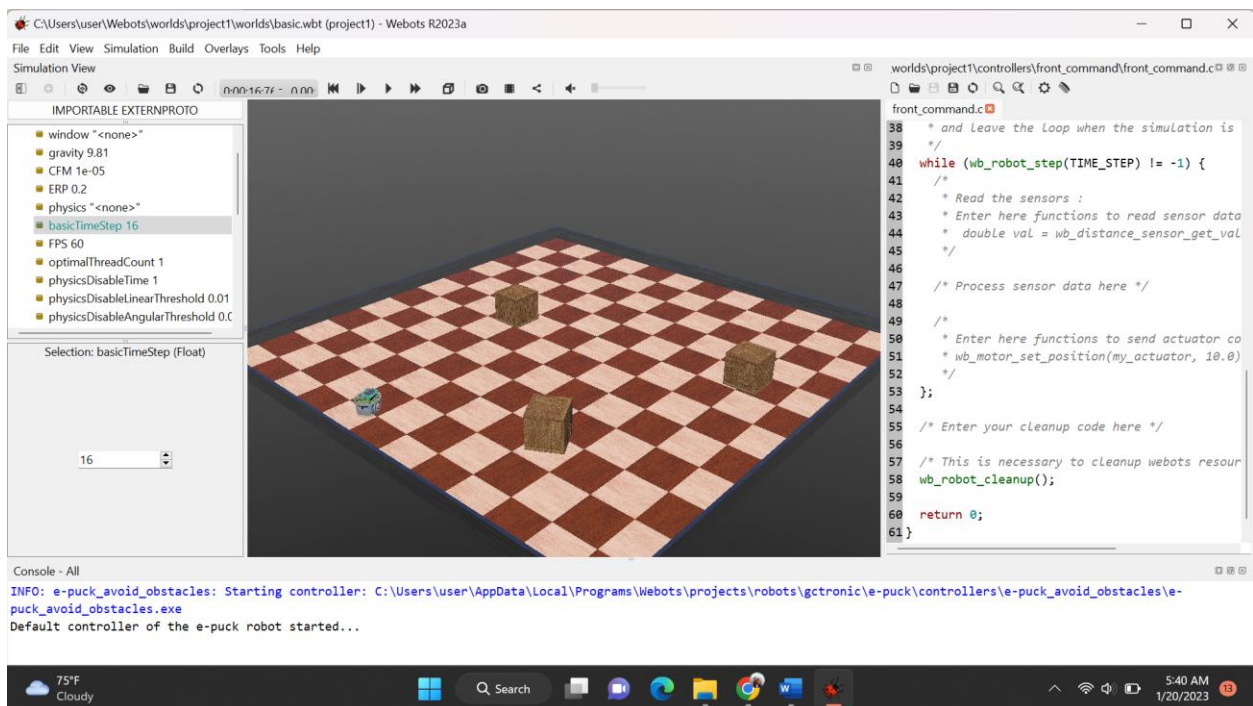 C:\Users\user\Webots\worlds\project1\worlds\basic.wbt (project1) - Webots R2023a
File Edit View Simulation Build Overlays Tools Help
Simulation View
.worlds\project1\controllers\front_command\front_command.c
IMPORTABLE EXTERNPROTO
window "<none>"
gravity 9.81
CFM 1e-05
ERP 0.2
physics "<none>"
basicTimeStep 16
FPS 60
optimalThreadCount 1
physicsDisableTime 1
physicsDisableLinearThreshold 0.01
physicsDisableAngularThreshold
Selection: basicTimeStep (Float)
16
front_command.c
38 * and leave the loop when the simulation is
39 */
40 while (wb_robot_step(TIME_STEP) != -1) {
41 /*
42 * Read the sensors :
43 * Enter here functions to read sensor data
44 * double val = wb_distance_sensor_get_val
45 */
46
47 /* Process sensor data here */
48
49 /*
50 * Enter here functions to send actuator co
51 * wb_motor_set_position(my_actuator, 10.0)
52 */
53 };
54
55 /* Enter your cleanup code here */
56
57 /* This is necessary to cleanup webots resour
58 wb_robot_cleanup();
59
60 return 0;
61 }
Console - All
INFO: e-puck_avoid_obstacles: Starting controller: C:\Users\user\AppData\Local\Programs\Webots\projects\robots\gctronic\e-puck\controllers\e-puck_avoid_obstacles\e-
puck_avoid_obstacles.exe
Default controller of the e-puck robot started...
75°F
Cloudy
Search
5:40 AM
1/20/2023
13